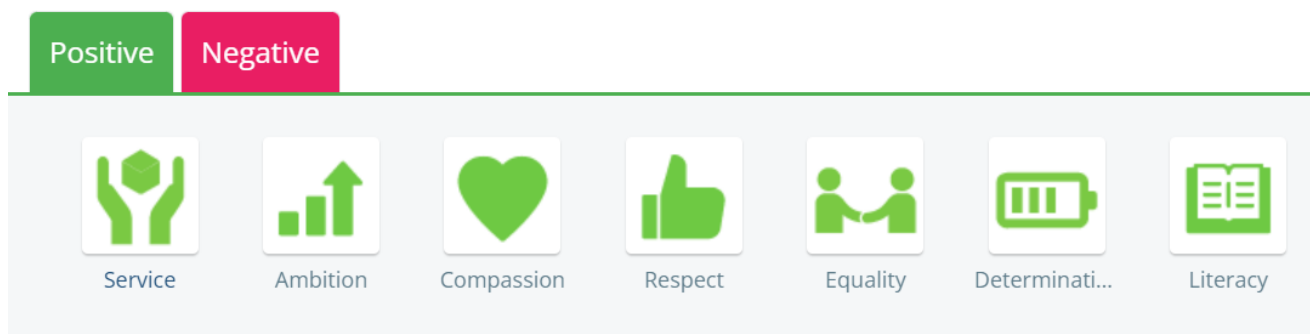 Positive Negative
Service Ambition Compassion Respect Equality Determinati... Literacy